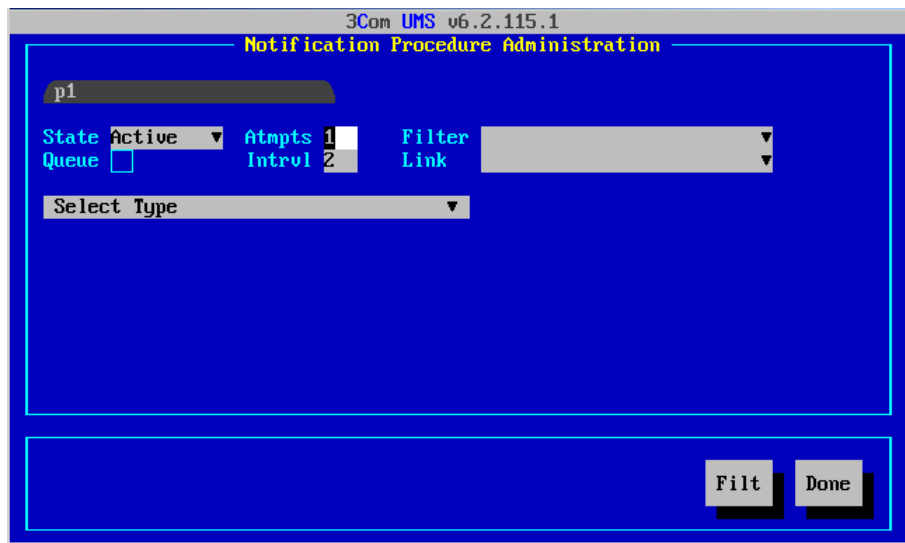 3Com UMS v6.2.115.1
Notification Procedure Administration
p1
State Active ▼ Atmpts 1 Filter ▼
Queue Intrvl 2 Link ▼
Select Type ▼
Filt Done